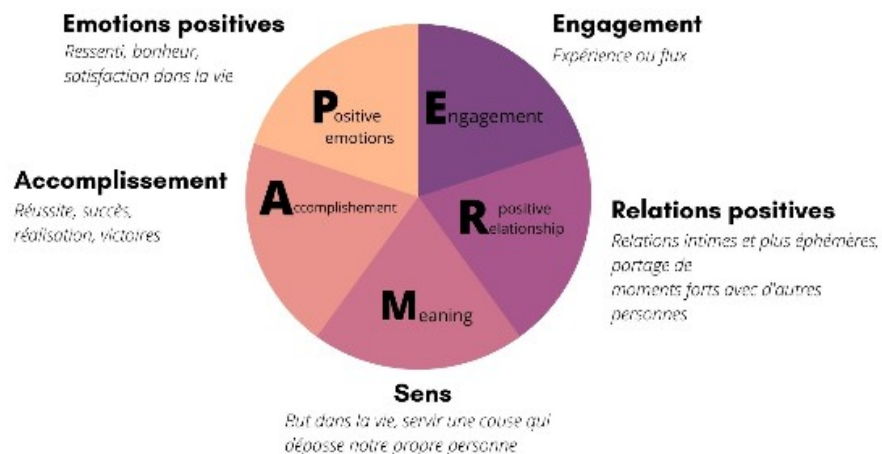 Emotions positives
Ressenti, bonheur,
satisfaction dans la vie
Engagement
Expérience ou flux
Positive
emotions
Engagement
Accomplissement
Réussite, succès,
réalisation, victoires
Accomplishement
positive
Relationship
Relations positives
Relations intimes et plus éphémères,
partage de
moments forts avec d'autres
personnes
Meaning
Sens
But dans la vie, servir une cause qui
dépasse notre propre personne